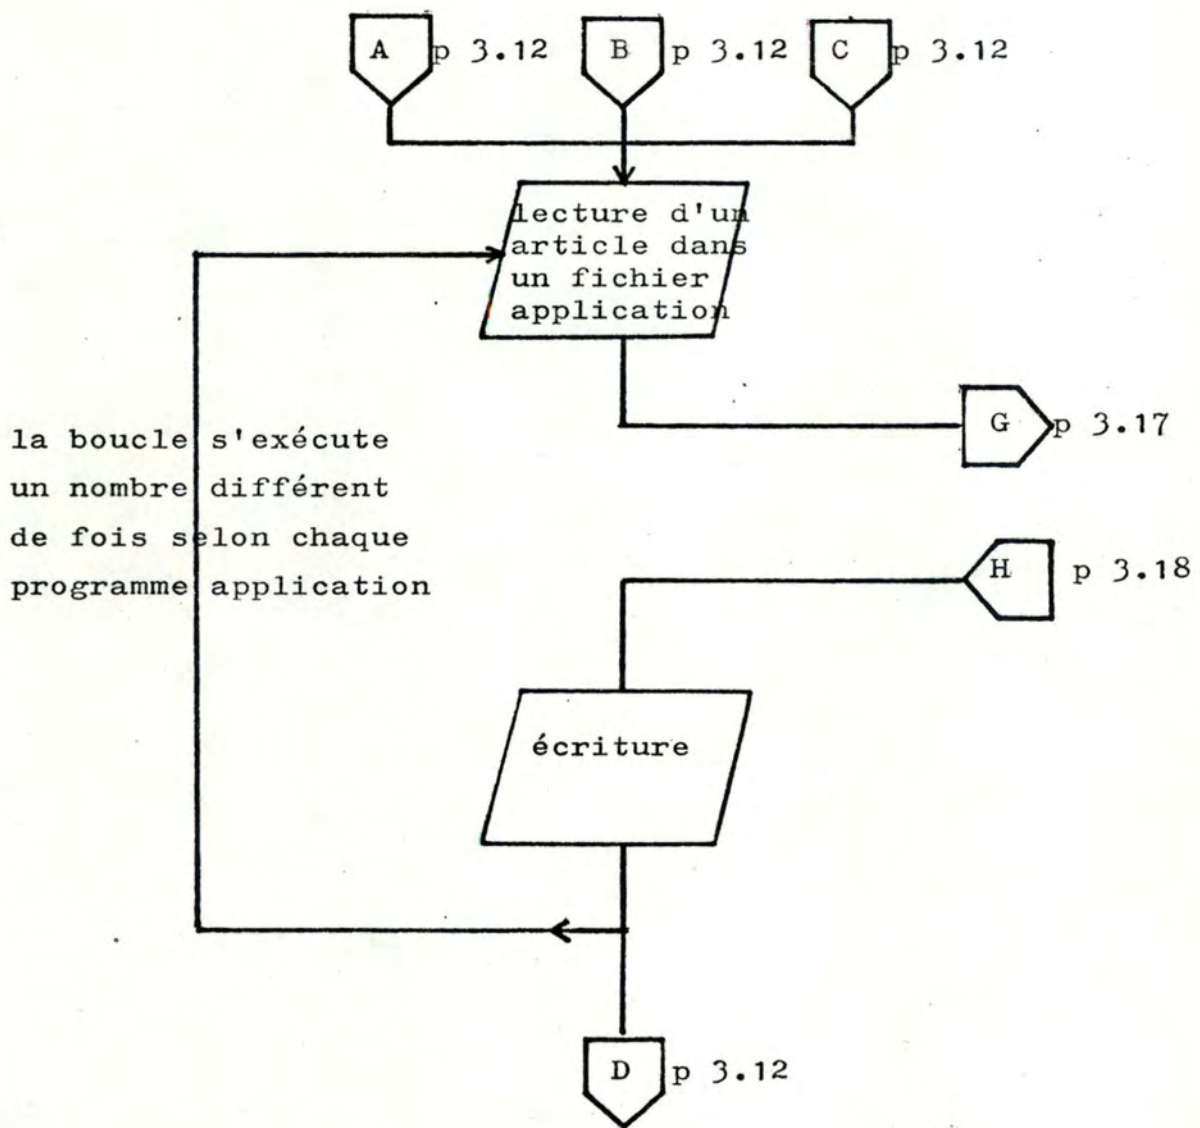 A p 3.12 B p 3.12 C p 3.12
lecture d'un
article dans
un fichier
application
G p 3.17
la boucle s'exécute
un nombre différent
de fois selon chaque
programme application
H p 3.18
écriture
D p 3.12